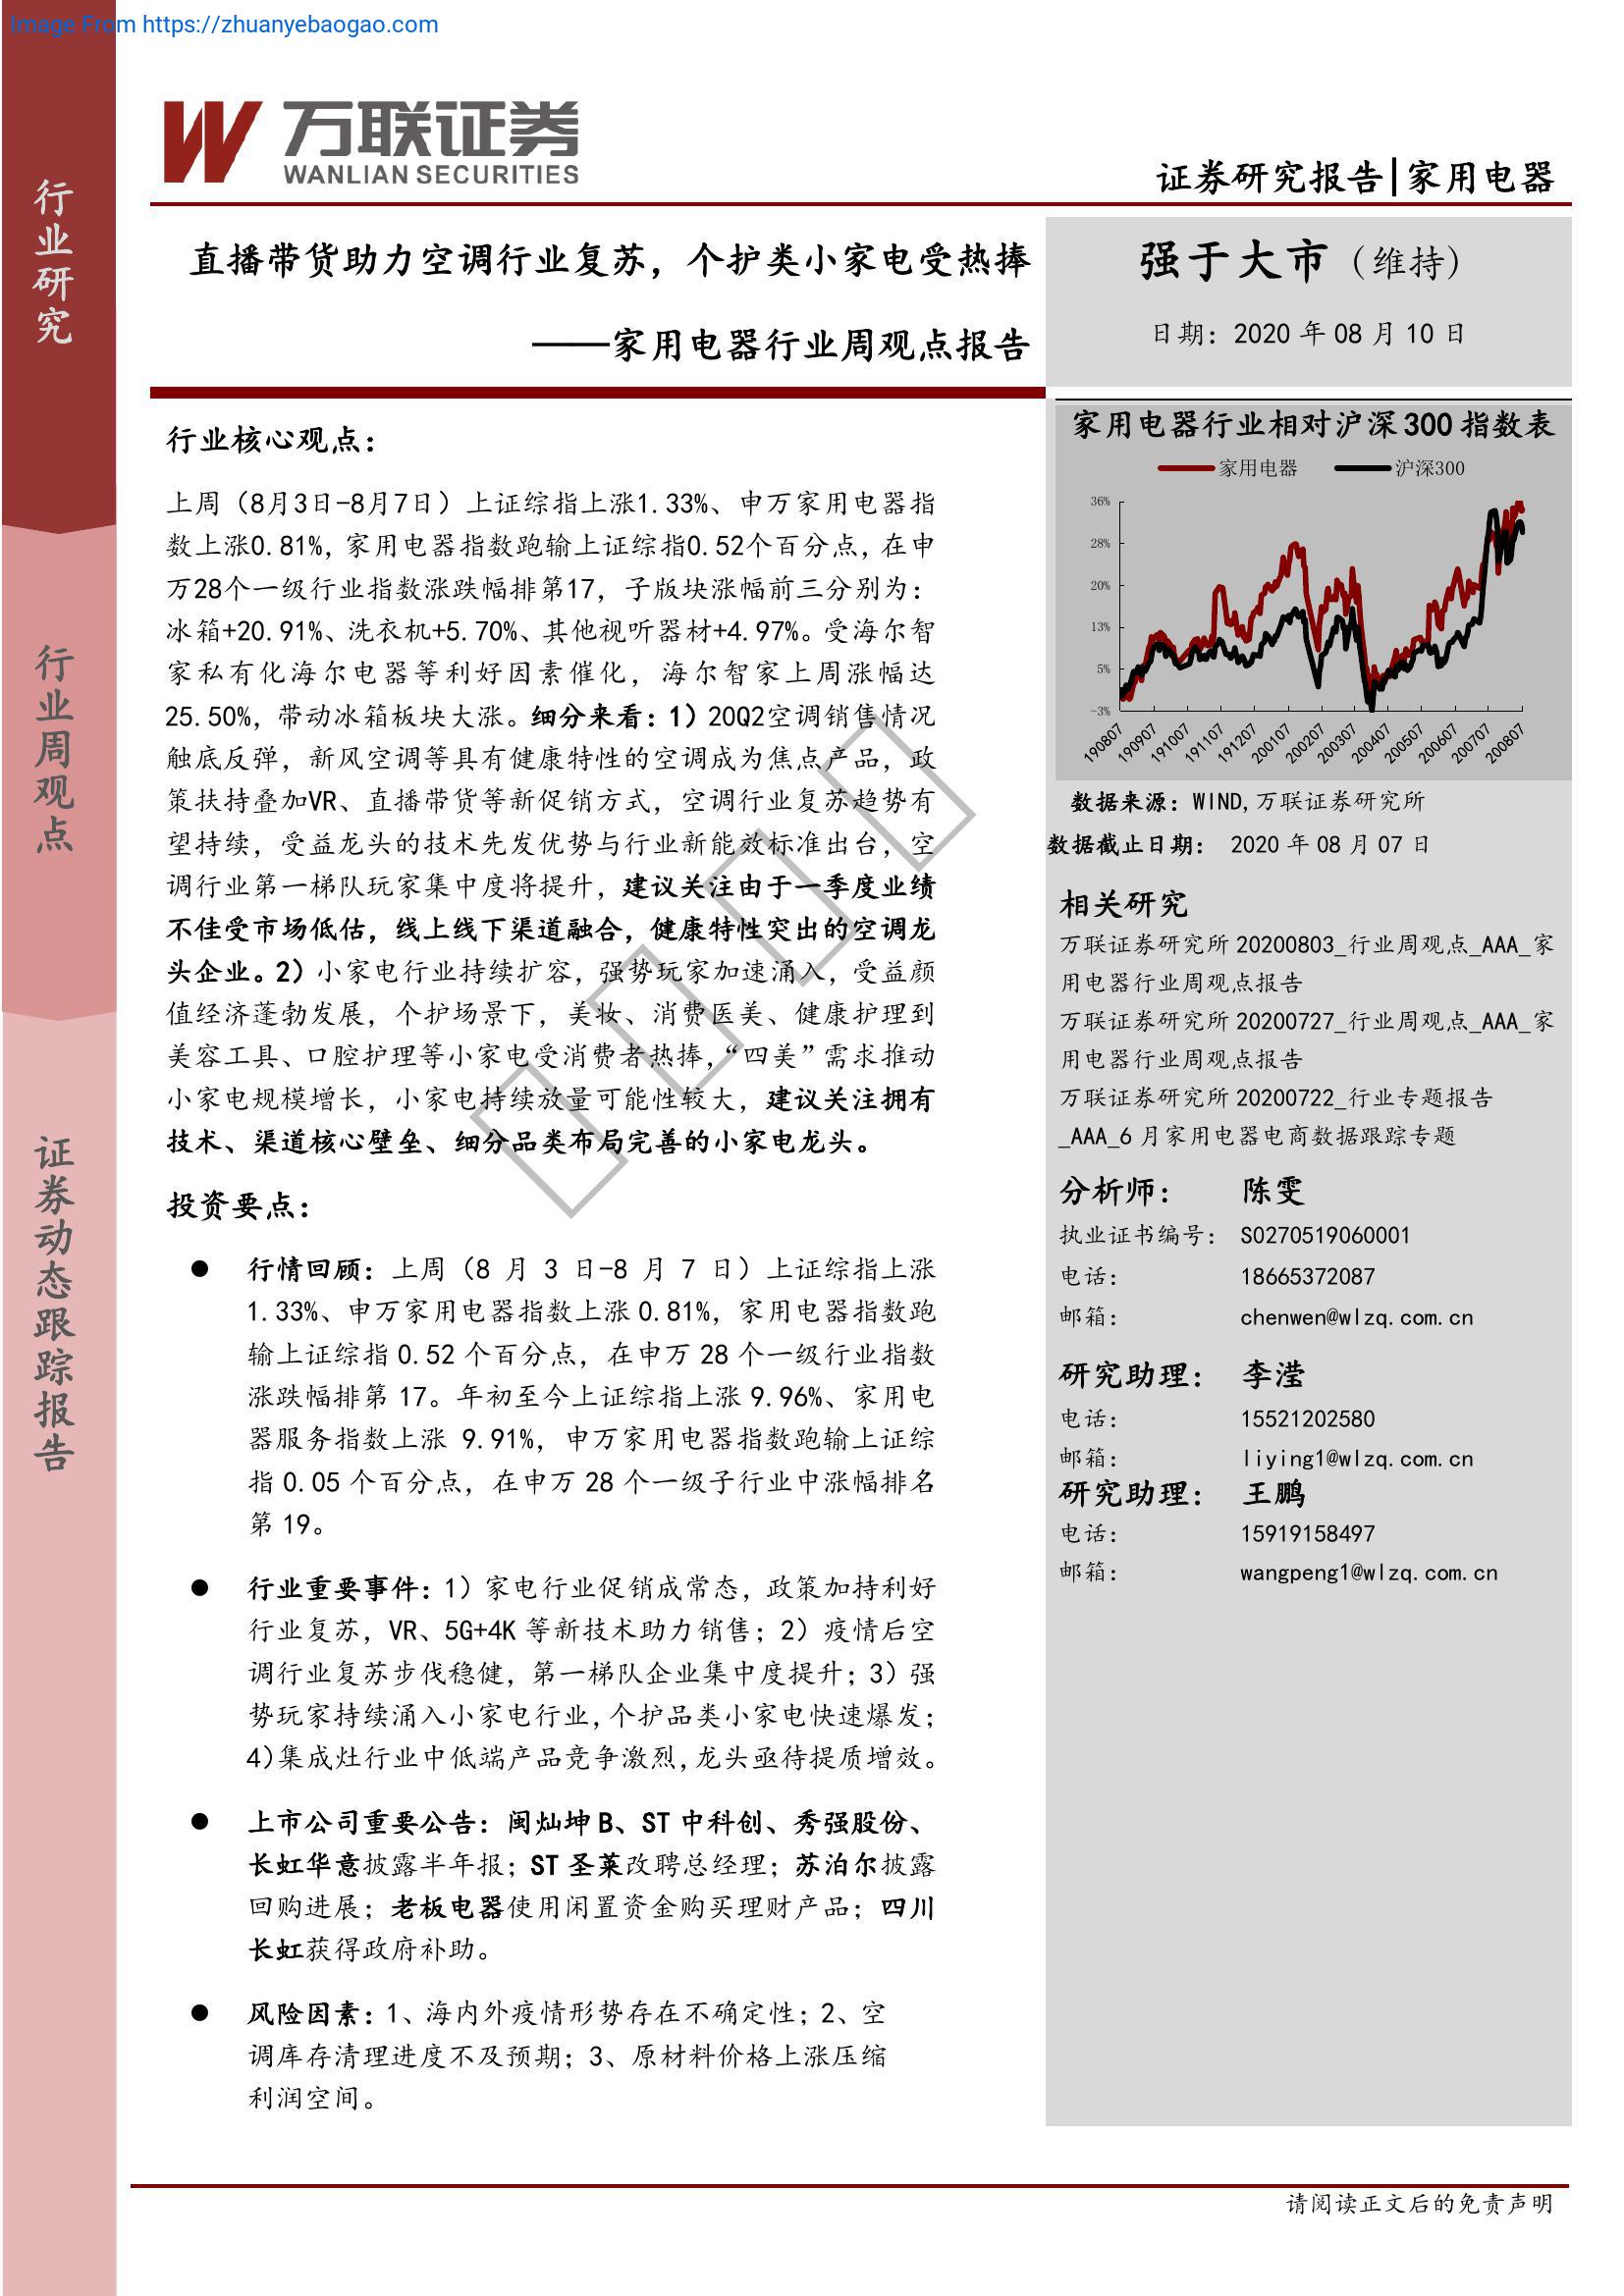 Image From https://zhuanyebaogao.com
行业研究
行业周观点
证券动态跟踪报告
万联证券
WANLIAN SECURITIES
证券研究报告|家用电器
直播带货助力空调行业复苏，个护类小家电受热捧
——家用电器行业周观点报告
强于大市（维持）
日期：2020 年 08 月 10 日
行业核心观点：
上周（8月3日-8月7日）上证综指上涨1.33%、申万家用电器指
数上涨0.81%，家用电器指数跑输上证综指0.52个百分点，在申
万28个一级行业指数涨跌幅排第17，子版块涨幅前三分别为：
冰箱+20.91%、洗衣机+5.70%、其他视听器材+4.97%。受海尔智
家私有化海尔电器等利好因素催化，海尔智家上周涨幅达
25.50%，带动冰箱板块大涨。细分来看：1）20Q2空调销售情况
触底反弹，新风空调等具有健康特性的空调成为焦点产品，政
策扶持叠加VR、直播带货等新促销方式，空调行业复苏趋势有
望持续，受益龙头的技术先发优势与行业新能效标准出台，空
调行业第一梯队玩家集中度将提升，建议关注由于一季度业绩
不佳受市场低估，线上线下渠道融合，健康特性突出的空调龙
头企业。2）小家电行业持续扩容，强势玩家加速涌入，受益颜
值经济蓬勃发展，个护场景下，美妆、消费医美、健康护理到
美容工具、口腔护理等小家电受消费者热捧，“四美”需求推动
小家电规模增长，小家电持续放量可能性较大，建议关注拥有
技术、渠道核心壁垒、细分品类布局完善的小家电龙头。
投资要点：
● 行情回顾：上周（8 月 3 日-8 月 7 日）上证综指上涨
1.33%、申万家用电器指数上涨 0.81%，家用电器指数跑
输上证综指 0.52 个百分点，在申万 28 个一级行业指数
涨跌幅排第 17。年初至今上证综指上涨 9.96%、家用电
器服务指数上涨 9.91%，申万家用电器指数跑输上证综
指 0.05 个百分点，在申万 28 个一级子行业中涨幅排名
第 19。
● 行业重要事件：1）家电行业促销成常态，政策加持利好
行业复苏，VR、5G+4K 等新技术助力销售；2）疫情后空
调行业复苏步伐稳健，第一梯队企业集中度提升；3）强
势玩家持续涌入小家电行业，个护品类小家电快速爆发；
4)集成灶行业中低端产品竞争激烈，龙头亟待提质增效。
● 上市公司重要公告：闽灿坤 B、ST 中科创、秀强股份、
长虹华意披露半年报；ST 圣莱改聘总经理；苏泊尔披露
回购进展；老板电器使用闲置资金购买理财产品；四川
长虹获得政府补助。
● 风险因素：1、海内外疫情形势存在不确定性；2、空
调库存清理进度不及预期；3、原材料价格上涨压缩
利润空间。
家用电器行业相对沪深 300 指数表
家用电器 沪深300
36%
28%
20%
13%
5%
-3%
190807 190907 191007 191107 191207 200107 200207 200307 200407 200507 200607 200707 200807
数据来源：WIND,万联证券研究所
数据截止日期： 2020 年 08 月 07 日
相关研究
万联证券研究所 20200803_行业周观点_AAA_家
用电器行业周观点报告
万联证券研究所 20200727_行业周观点_AAA_家
用电器行业周观点报告
万联证券研究所 20200722_行业专题报告
_AAA_6 月家用电器电商数据跟踪专题
分析师： 陈雯
执业证书编号： S0270519060001
电话： 18665372087
邮箱： chenwen@wlzq.com.cn
研究助理： 李滢
电话： 15521202580
邮箱： liying1@wlzq.com.cn
研究助理： 王鹏
电话： 15919158497
邮箱： wangpeng1@wlzq.com.cn
请阅读正文后的免责声明